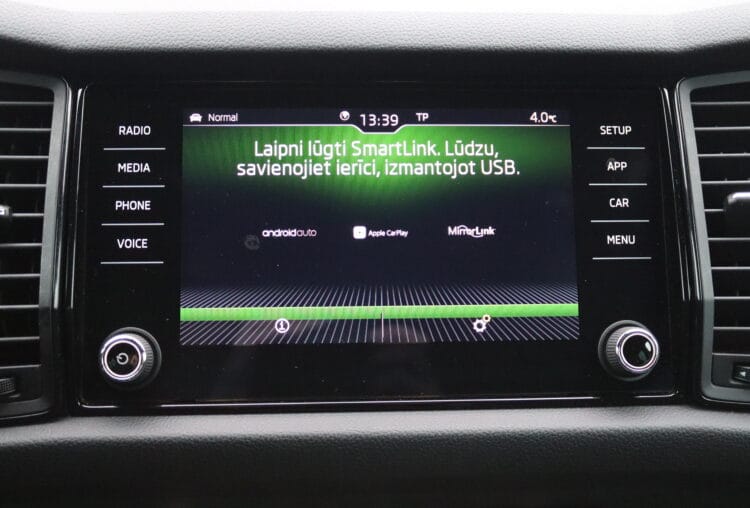 Normal 13:39 TP 4.0°C
Laipni lūgti SmartLink. Lūdzu,
savienojiet ierīci, izmantojot USB.
androidauto Apple CarPlay MirrorLink
RADIO
MEDIA
PHONE
VOICE
SETUP
APP
CAR
MENU